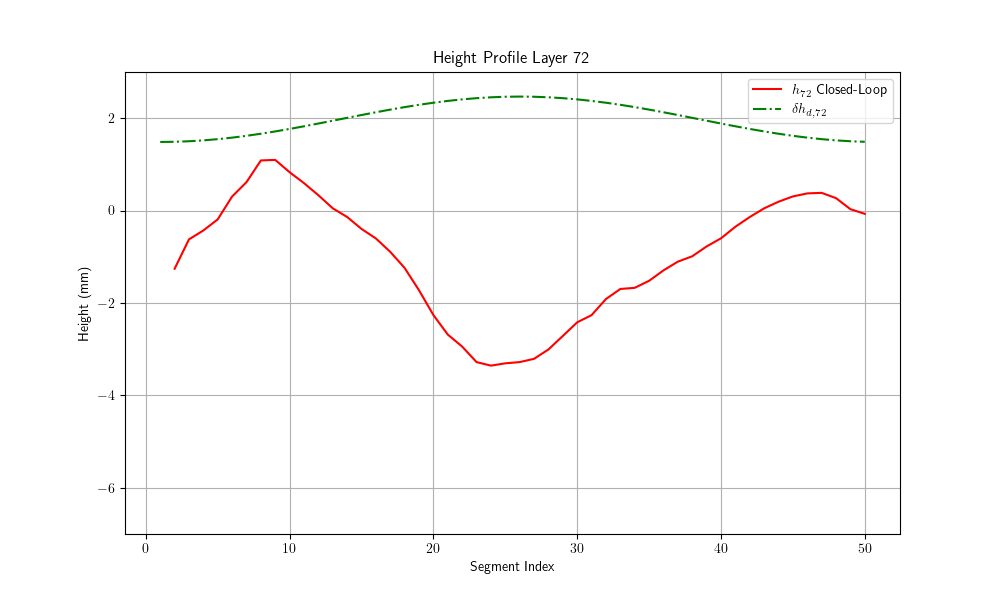 Height Profile Layer 72
h₇₂ Closed-Loop
δh_{d,72}
Height (mm)
2
0
−2
−4
−6
0 10 20 30 40 50
Segment Index